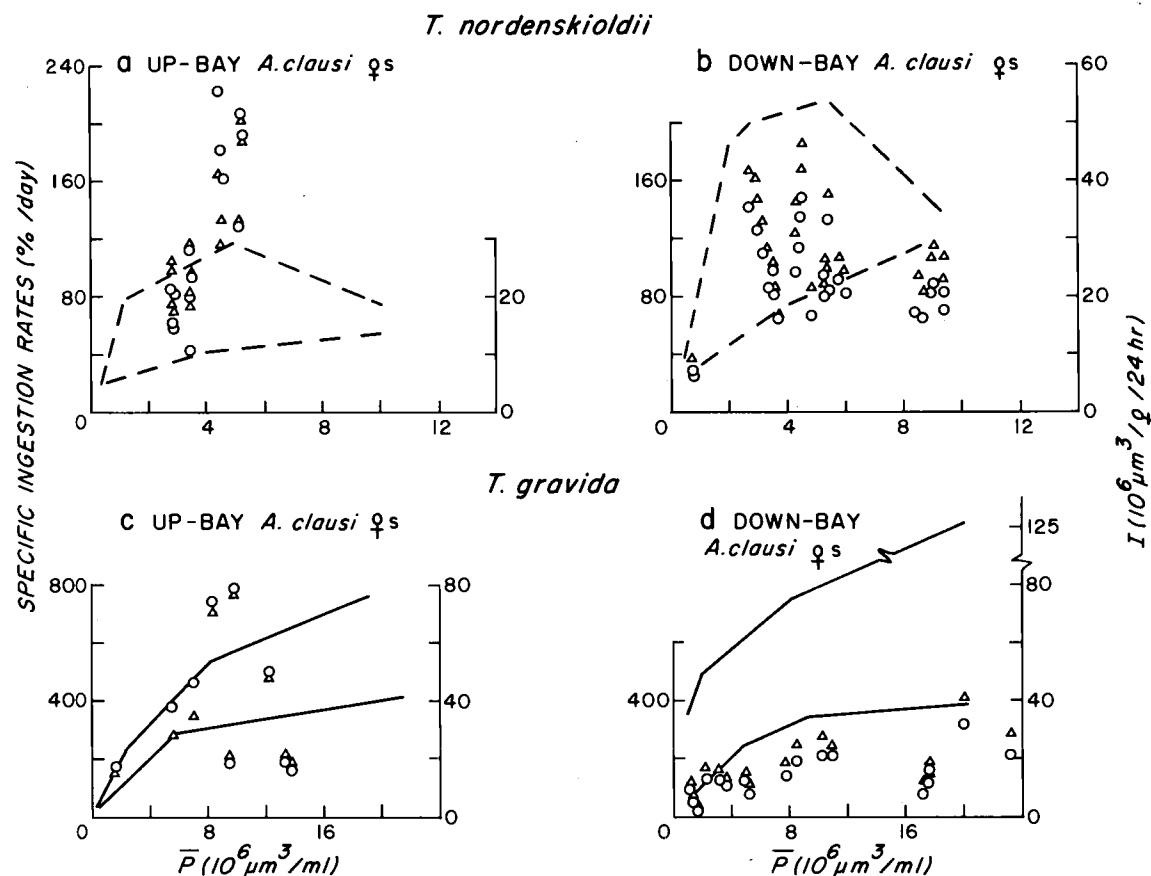 T. nordenskioldii
a UP-BAY A. clausi ♀s
b DOWN-BAY A. clausi ♀s
240
160
80
0
0 4 8 12
20
0
160
80
0
0 4 8 12
60
40
20
0
SPECIFIC INGESTION RATES (% /day)
I (10⁶ μm³/♀/24 hr)
T. gravida
c UP-BAY A. clausi ♀s
d DOWN-BAY
A. clausi ♀s
800
400
0
0 8 16
80
40
0
400
0
0 8 16
125
80
40
0
P̅ (10⁶ μm³/ml)
P̅ (10⁶ μm³/ml)